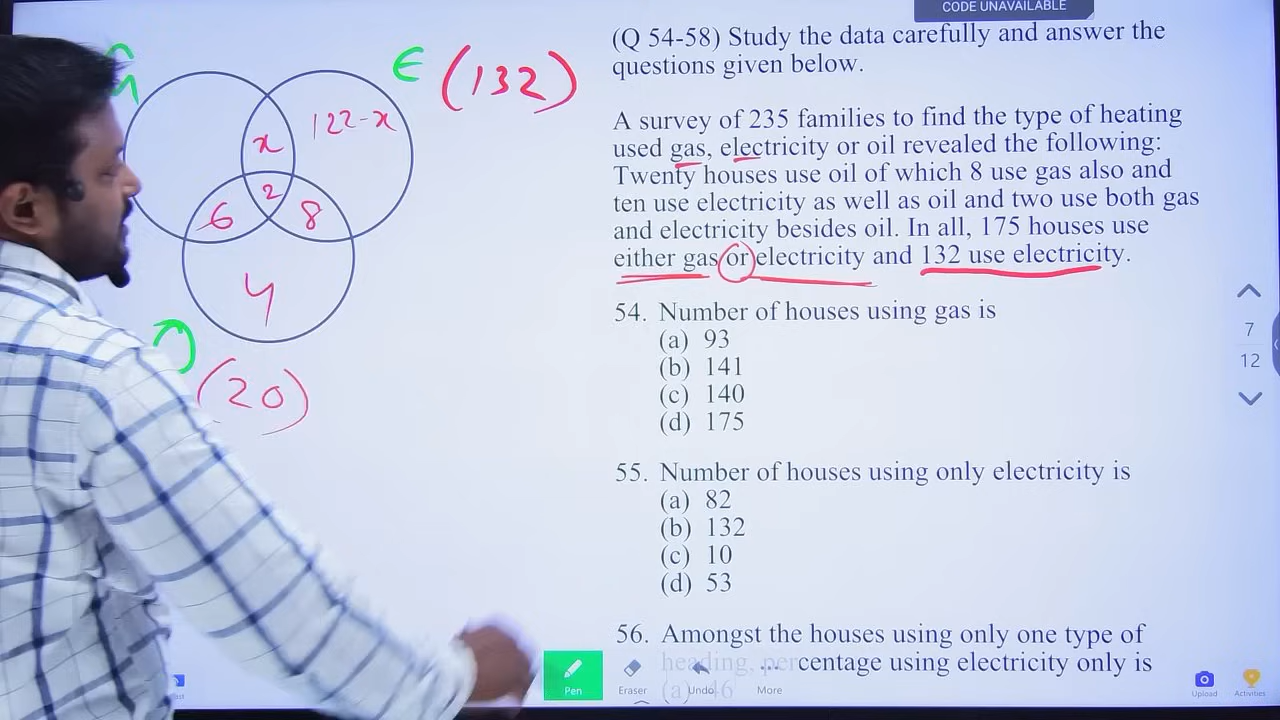 CODE UNAVAILABLE
(Q 54-58) Study the data carefully and answer the
questions given below.
A survey of 235 families to find the type of heating
used gas, electricity or oil revealed the following:
Twenty houses use oil of which 8 use gas also and
ten use electricity as well as oil and two use both gas
and electricity besides oil. In all, 175 houses use
either gas or electricity and 132 use electricity.
54. Number of houses using gas is
(a) 93
(b) 141
(c) 140
(d) 175
55. Number of houses using only electricity is
(a) 82
(b) 132
(c) 10
(d) 53
56. Amongst the houses using only one type of
heading, percentage using electricity only is
(a) 46
E (132)
122-x
x
2
6
8
4
(20)
7
12
Pen
Eraser
Undo
More
Upload
Activities